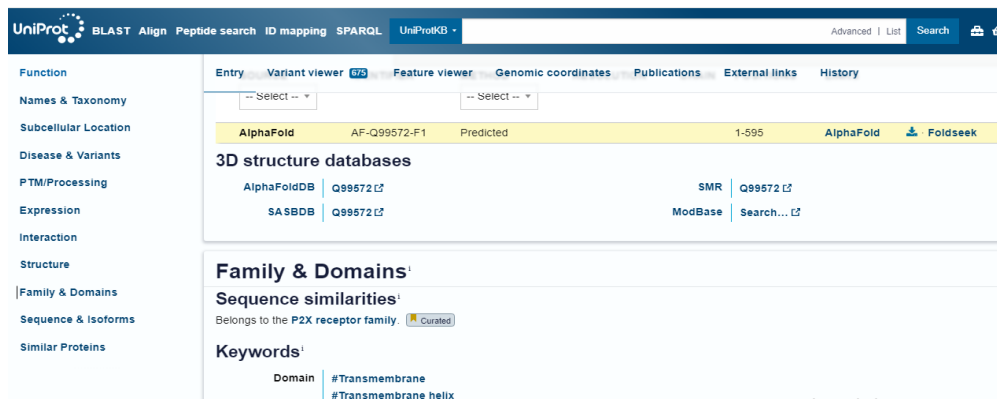 UniProt BLAST Align Peptide search ID mapping SPARQL UniProtKB Advanced | List Search
Function
Names & Taxonomy
Subcellular Location
Disease & Variants
PTM/Processing
Expression
Interaction
Structure
Family & Domains
Sequence & Isoforms
Similar Proteins
Entry Variant viewer 675 Feature viewer Genomic coordinates Publications External links History
-- Select -- -- Select --
AlphaFold AF-Q99572-F1 Predicted 1-595 AlphaFold Foldseek
3D structure databases
AlphaFoldDB Q99572 SMR Q99572
SASBDB Q99572 ModBase Search...
Family & Domains i
Sequence similarities i
Belongs to the P2X receptor family. Curated
Keywords i
Domain #Transmembrane
#Transmembrane helix